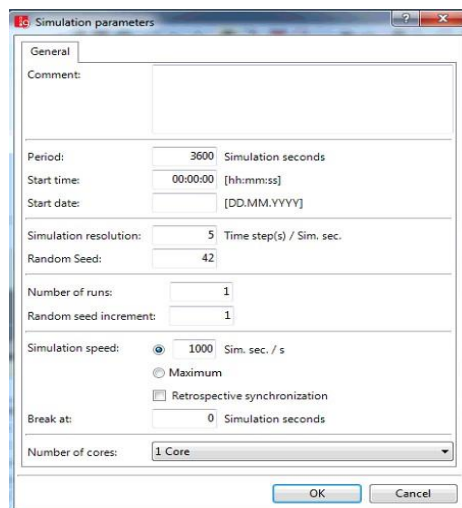 Simulation parameters
General
Comment:
Period: 3600 Simulation seconds
Start time: 00:00:00 [hh:mm:ss]
Start date: [DD.MM.YYYY]
Simulation resolution: 5 Time step(s) / Sim. sec.
Random Seed: 42
Number of runs: 1
Random seed increment: 1
Simulation speed: 1000 Sim. sec. / s
Maximum
Retrospective synchronization
Break at: 0 Simulation seconds
Number of cores: 1 Core
OK Cancel